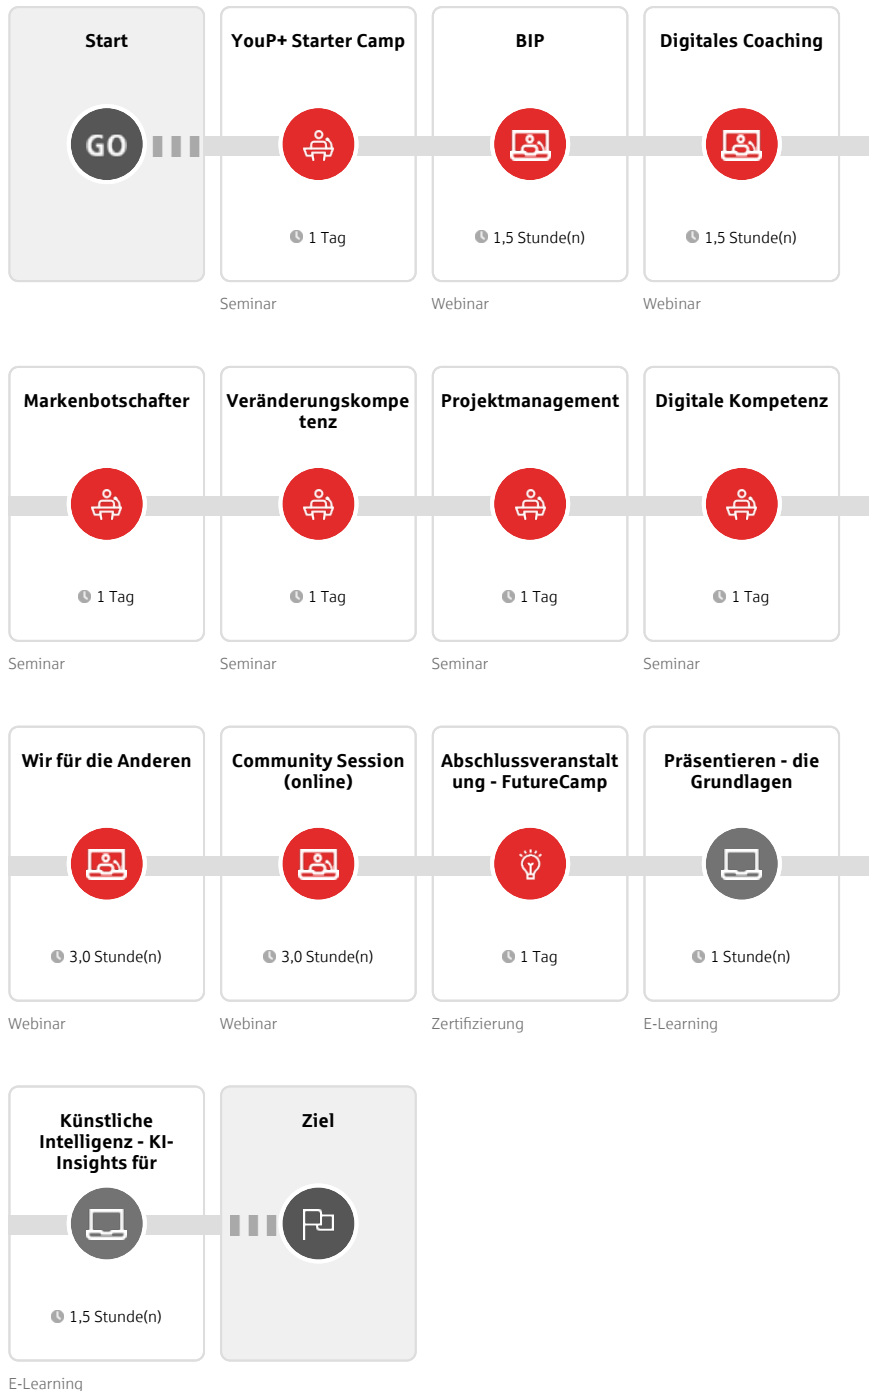 Start
YouP+ Starter Camp
BIP
Digitales Coaching
GO
1 Tag
1,5 Stunde(n)
1,5 Stunde(n)
Seminar
Webinar
Webinar
Markenbotschafter
Veränderungskompe
tenz
Projektmanagement
Digitale Kompetenz
1 Tag
1 Tag
1 Tag
1 Tag
Seminar
Seminar
Seminar
Seminar
Wir für die Anderen
Community Session
(online)
Abschlussveranstalt
ung - FutureCamp
Präsentieren - die
Grundlagen
3,0 Stunde(n)
3,0 Stunde(n)
1 Tag
1 Stunde(n)
Webinar
Webinar
Zertifizierung
E-Learning
Künstliche
Intelligenz - KI-
Insights für
Ziel
1,5 Stunde(n)
E-Learning